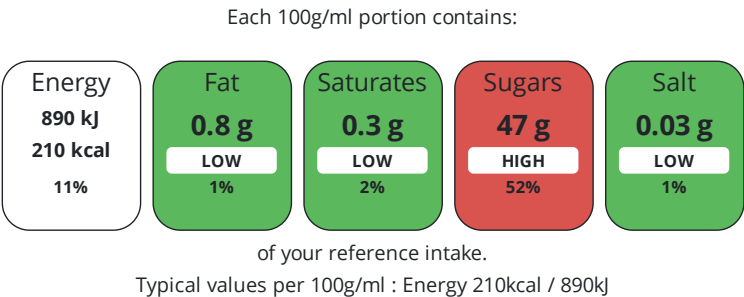 Each 100g/ml portion contains:
Energy
890 kJ
210 kcal
11%
Fat
0.8 g
LOW
1%
Saturates
0.3 g
LOW
2%
Sugars
47 g
HIGH
52%
Salt
0.03 g
LOW
1%
of your reference intake.
Typical values per 100g/ml : Energy 210kcal / 890kJ